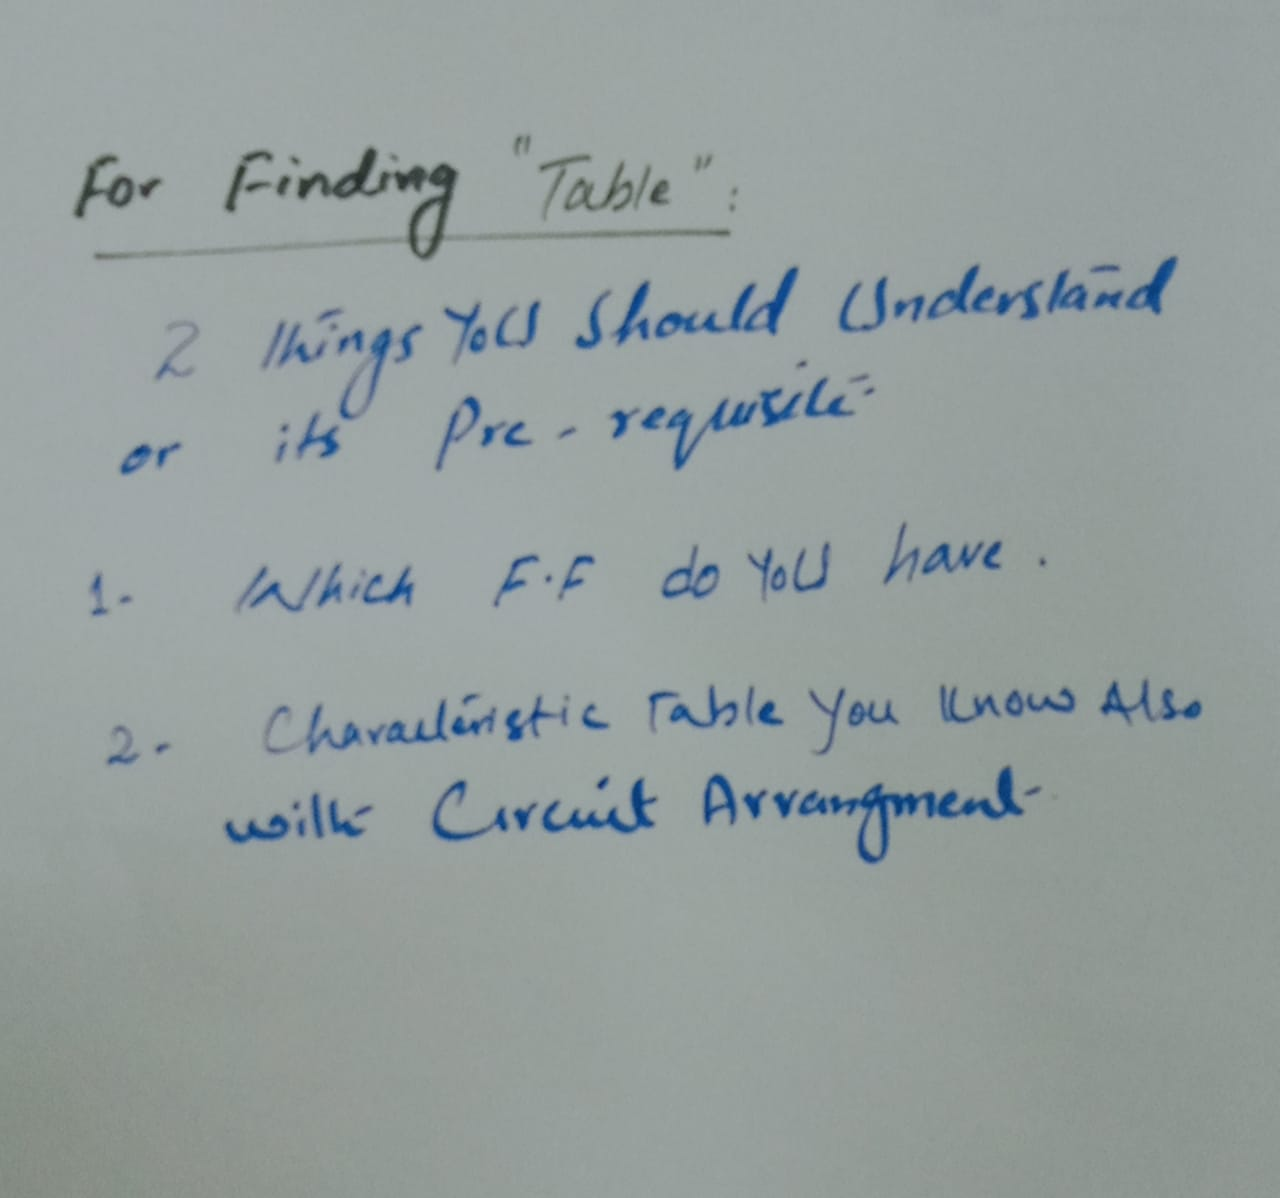 For Finding "Table":
2 things YoU Should Understand
or its Pre-requisite
1- Which F.F do YoU have.
2- Characteristic Table You Know Also
with Circuit Arrangment